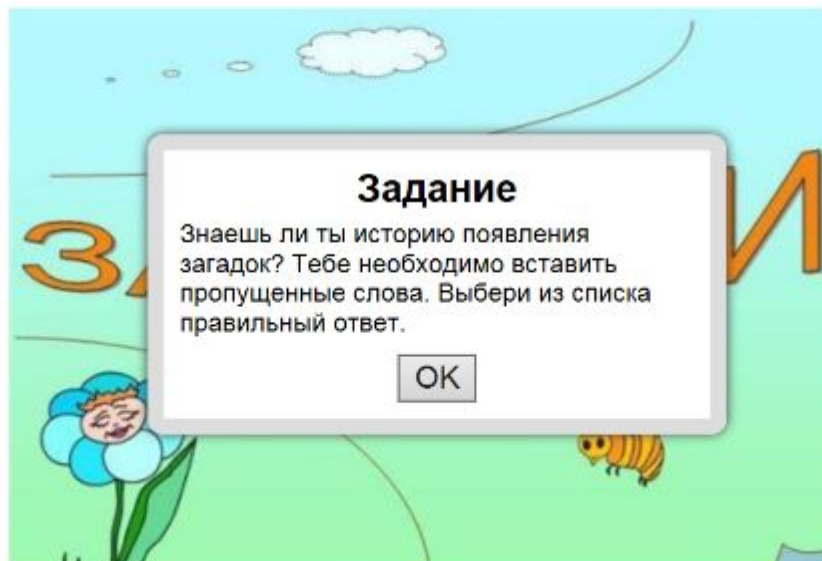 Задание
Знаешь ли ты историю появления
загадок? Тебе необходимо вставить
пропущенные слова. Выбери из списка
правильный ответ.
OK